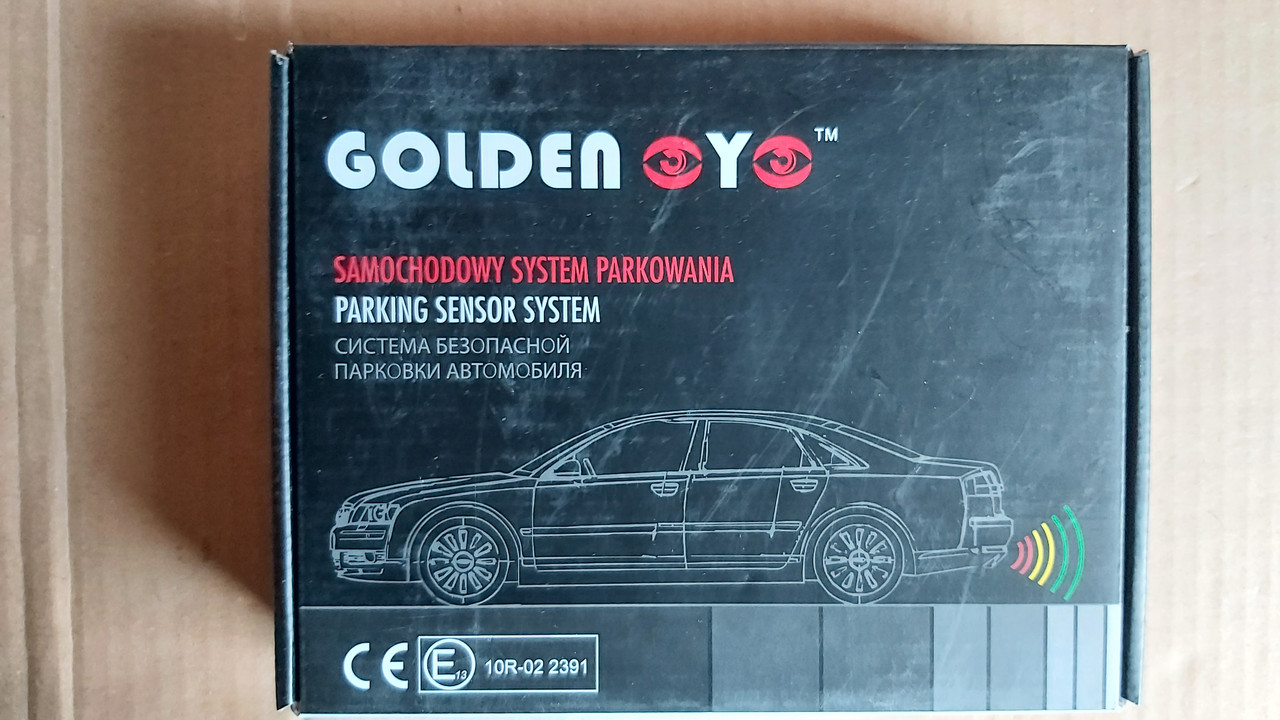 GOLDEN EYE™
SAMOCHODOWY SYSTEM PARKOWANIA
PARKING SENSOR SYSTEM
СИСТЕМА БЕЗОПАСНОЙ
ПАРКОВКИ АВТОМОБИЛЯ
CE E13 10R-02 2391